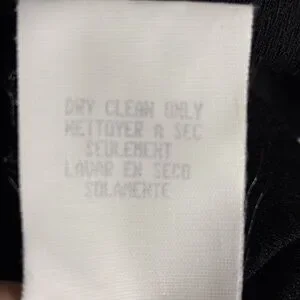 DRY CLEAN ONLY
NETTOYER A SEC
SEULEMENT
LAVAR EN SECO
SOLAMENTE